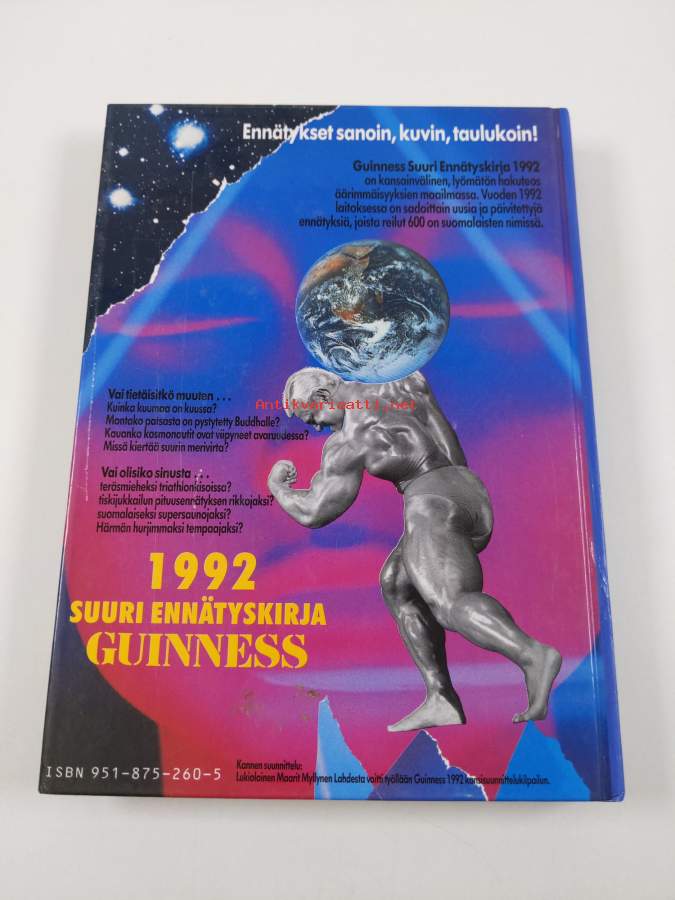 Ennätykset sanoin, kuvin, taulukoin!
Guinness Suuri Ennätyskirja 1992
on kansainvälinen, lyömätön hakuteos
äärimmäisyyksien maailmassa. Vuoden 1992
laitoksessa on sadoittain uusia ja päivitettyjä
ennätyksiä, joista reilut 600 on suomalaisten nimissä.
Vai tietäisitkö muuten . . .
Kuinka kuumaa on kuussa?
Montako patsasta on pystytetty Buddhalle?
Kauanko kosmonautit ovat viipyneet avaruudessa?
Missä kiertää suurin merivirta?
Antikvariaatti.net
Vai olisiko sinusta . . .
teräsmieheksi triathlonkisoissa?
tiskijukkailun pituusennätyksen rikkojaksi?
suomalaiseksi supersaunojaksi?
Härmän hurjimmaksi tempaajaksi?
1992
SUURI ENNÄTYSKIRJA
GUINNESS
ISBN 951-875-260-5
Kannen suunnittelu:
Lukiolainen Maarit Myllynen Lahdesta voitti työllään Guinness 1992 kansisuunnittelukilpailun.